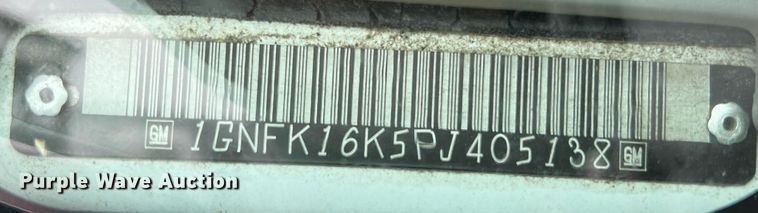 GM 1GNFK16K5PJ405138 GM
Purple Wave Auction